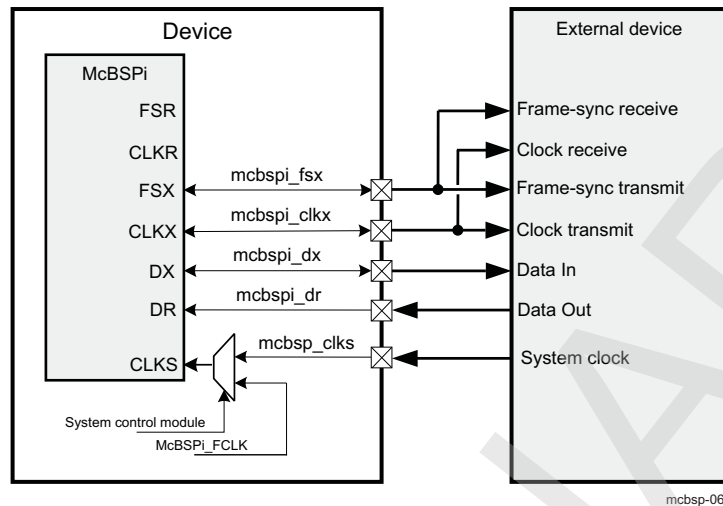 Device
External device
McBSPi
FSR
Frame-sync receive
CLKR
Clock receive
FSX
mcbspi_fsx
Frame-sync transmit
CLKX
mcbspi_clkx
Clock transmit
DX
mcbspi_dx
Data In
DR
mcbspi_dr
Data Out
CLKS
mcbsp_clks
System clock
System control module
McBSPi_FCLK
mcbsp-06